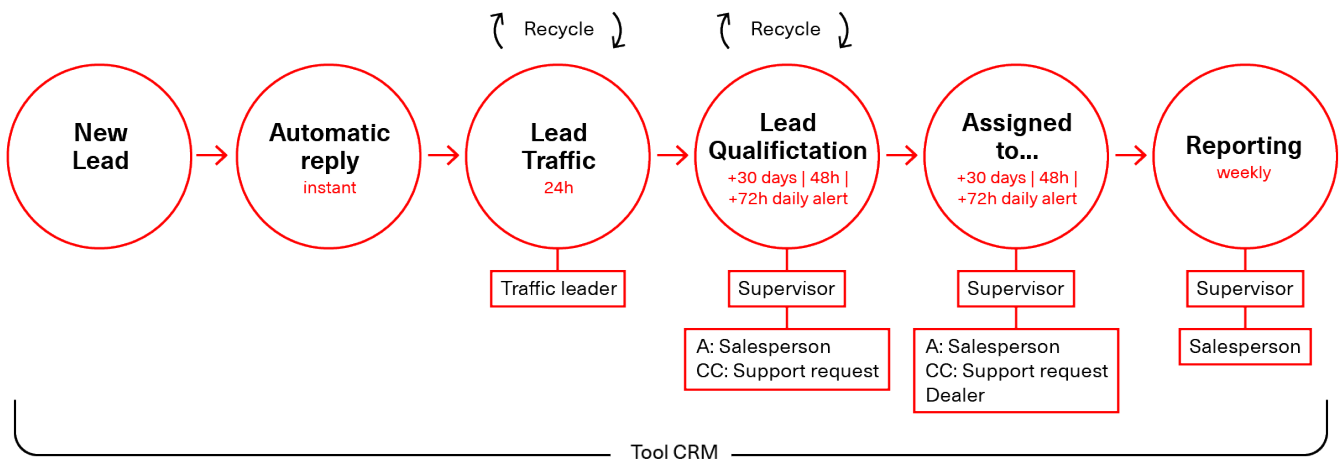 Recycle
Recycle
New
Lead
Automatic
reply
instant
Lead
Traffic
24h
Lead
Qualifictation
+30 days | 48h |
+72h daily alert
Assigned
to...
+30 days | 48h |
+72h daily alert
Reporting
weekly
Traffic leader
Supervisor
A: Salesperson
CC: Support request
Supervisor
A: Salesperson
CC: Support request
Dealer
Supervisor
Salesperson
Tool CRM